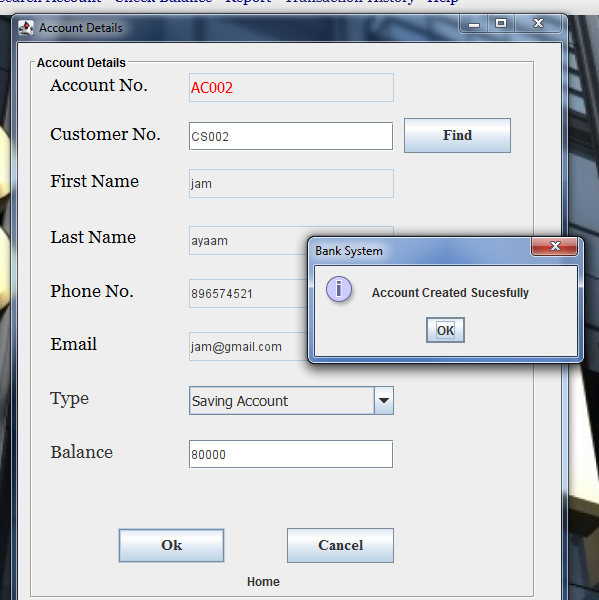 Search Account Check Balance Report Transaction History Help
Account Details
Account Details
Account No. AC002
Customer No. CS002 Find
First Name jam
Last Name ayaam
Bank System
Phone No. 896574521
Account Created Sucesfully
OK
Email jam@gmail.com
Type Saving Account
Balance 80000
Ok Cancel
Home